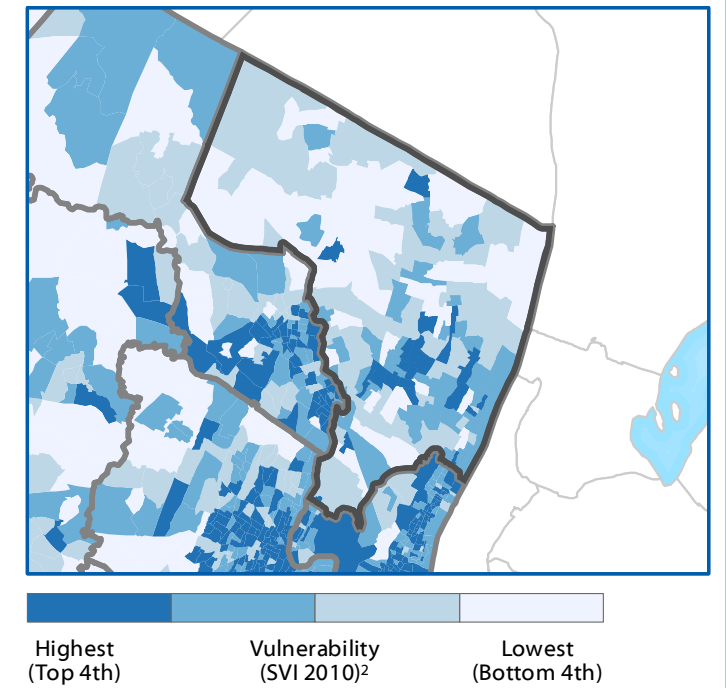 Highest
(Top 4th)
Vulnerability
(SVI 2010)²
Lowest
(Bottom 4th)